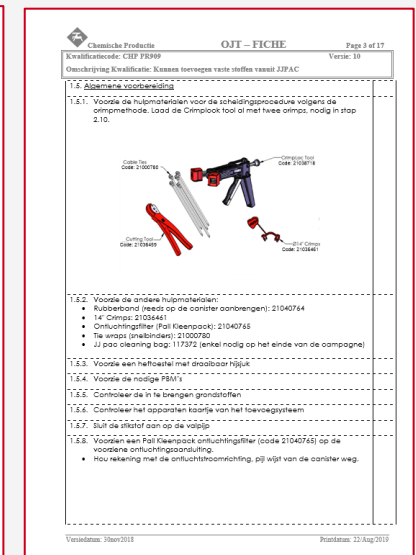 Chemische Productie
OJT – FICHE
Page 3 of 17
Kwalificatiecode: CHP PR909
Versie: 10
Omschrijving Kwalificatie: Kunnen toevoegen vaste stoffen vanuit JJPAC
1.5. Algemene voorbereiding
1.5.1. Voorzie de hulpmaterialen voor de scheidingsprocedure volgens de
crimpmethode. Laad de Crimplook tool al met twee crimps, nodig in stap
2.10.
Cable Ties
Code: 21000780
CrimpLoc Tool
Code: 21036718
Cutting Tool
Code: 21036459
Ø14" Crimps
Code: 21036461
1.5.2. Voorzie de andere hulpmaterialen:
• Rubberband (reeds op de canister aanbrengen): 21040764
• 14" Crimps: 21036461
• Ontluchtingsfilter (Pall Kleenpack): 21040765
• Tie wraps (snelbinders): 21000780
• JJ pac cleaning bag: 117372 (enkel nodig op het einde van de campagne)
1.5.3. Voorzie een heftoestel met draaibaar hijsjuk
1.5.4. Voorzie de nodige PBM's
1.5.5. Controleer de in te brengen grondstoffen
1.5.6. Controleer het apparaten kaartje van het toevoegsysteem
1.5.7. Sluit de stikstof aan op de valpijp
1.5.8. Voorzien een Pall Kleenpack ontluchtingsfilter (code 21040765) op de
voorziene ontluchtingsaansluiting.
• Hou rekening met de ontluchtstroomrichting, pijl wijst van de canister weg.
Versiedatum: 30nov2018
Printdatum: 22/Aug/2019